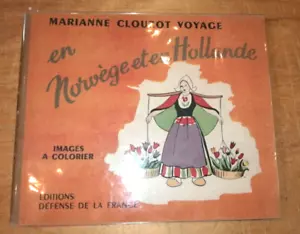 MARIANNE CLOUZOT VOYAGE
en
Norvège et en Hollande
IMAGES
A COLORIER
EDITIONS
DEFENSE DE LA FRANCE